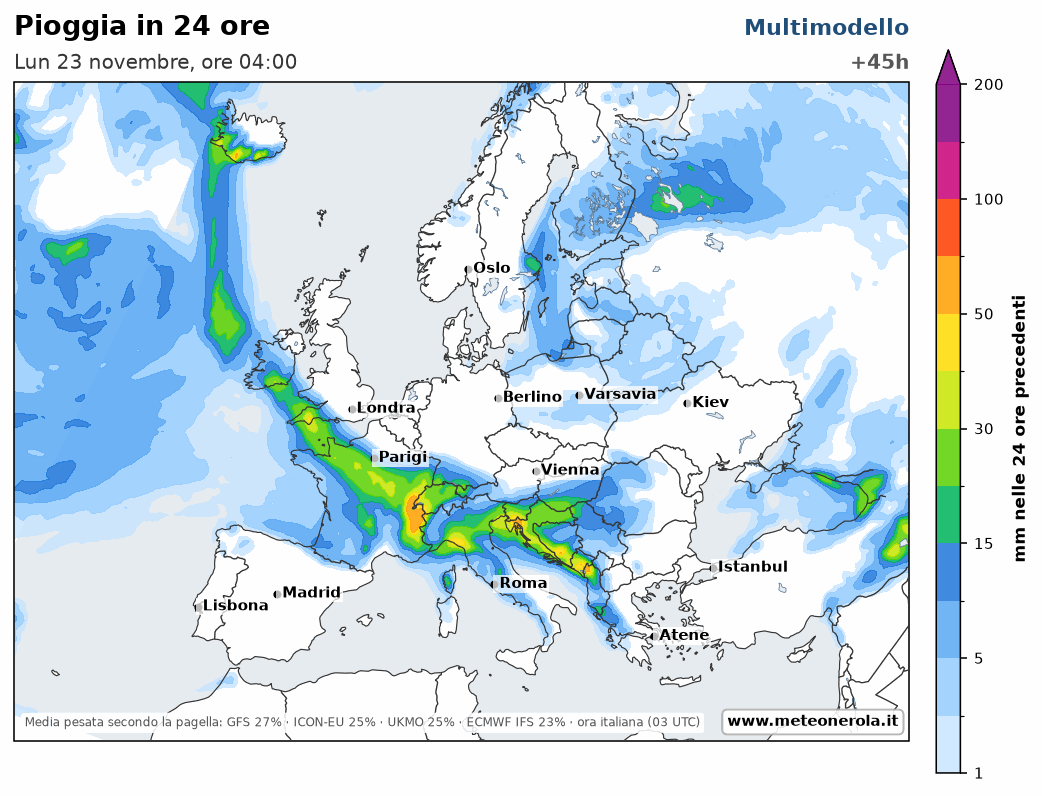 Pioggia in 24 ore
Multimodello
Lun 23 novembre, ore 04:00
+45h
200
100
50
30
15
5
1
mm nelle 24 ore precedenti
Oslo
Londra
Berlino
Varsavia
Kiev
Parigi
Vienna
Istanbul
Roma
Madrid
Lisbona
Atene
Media pesata secondo la pagella: GFS 27% · ICON-EU 25% · UKMO 25% · ECMWF IFS 23% · ora italiana (03 UTC)
www.meteonerola.it